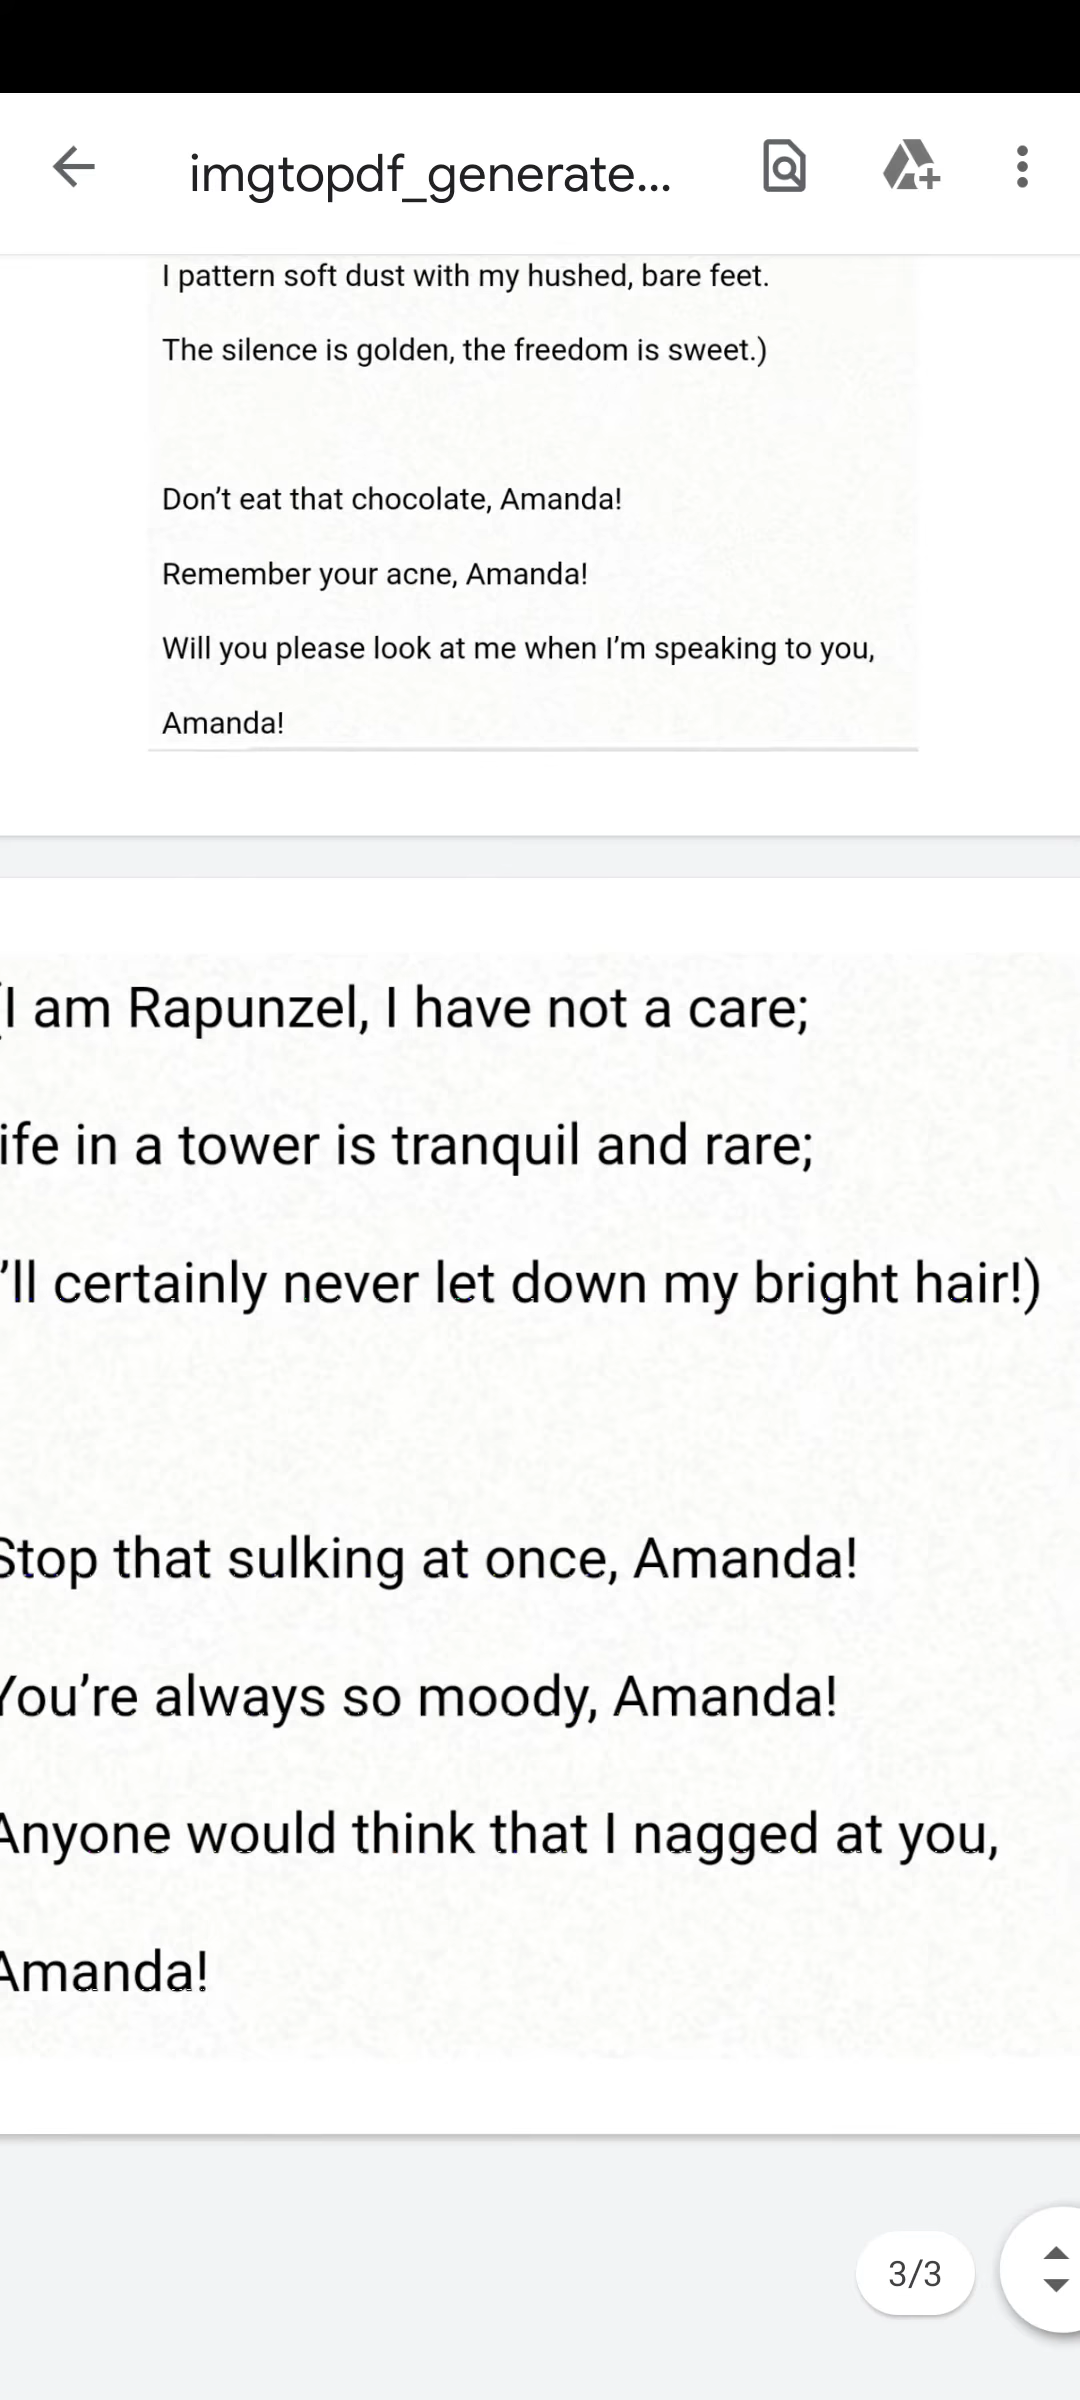 imgtopdf_generate...
I pattern soft dust with my hushed, bare feet.
The silence is golden, the freedom is sweet.)
Don't eat that chocolate, Amanda!
Remember your acne, Amanda!
Will you please look at me when I'm speaking to you,
Amanda!
(I am Rapunzel, I have not a care;
ife in a tower is tranquil and rare;
'll certainly never let down my bright hair!)
Stop that sulking at once, Amanda!
You're always so moody, Amanda!
Anyone would think that I nagged at you,
Amanda!
3/3